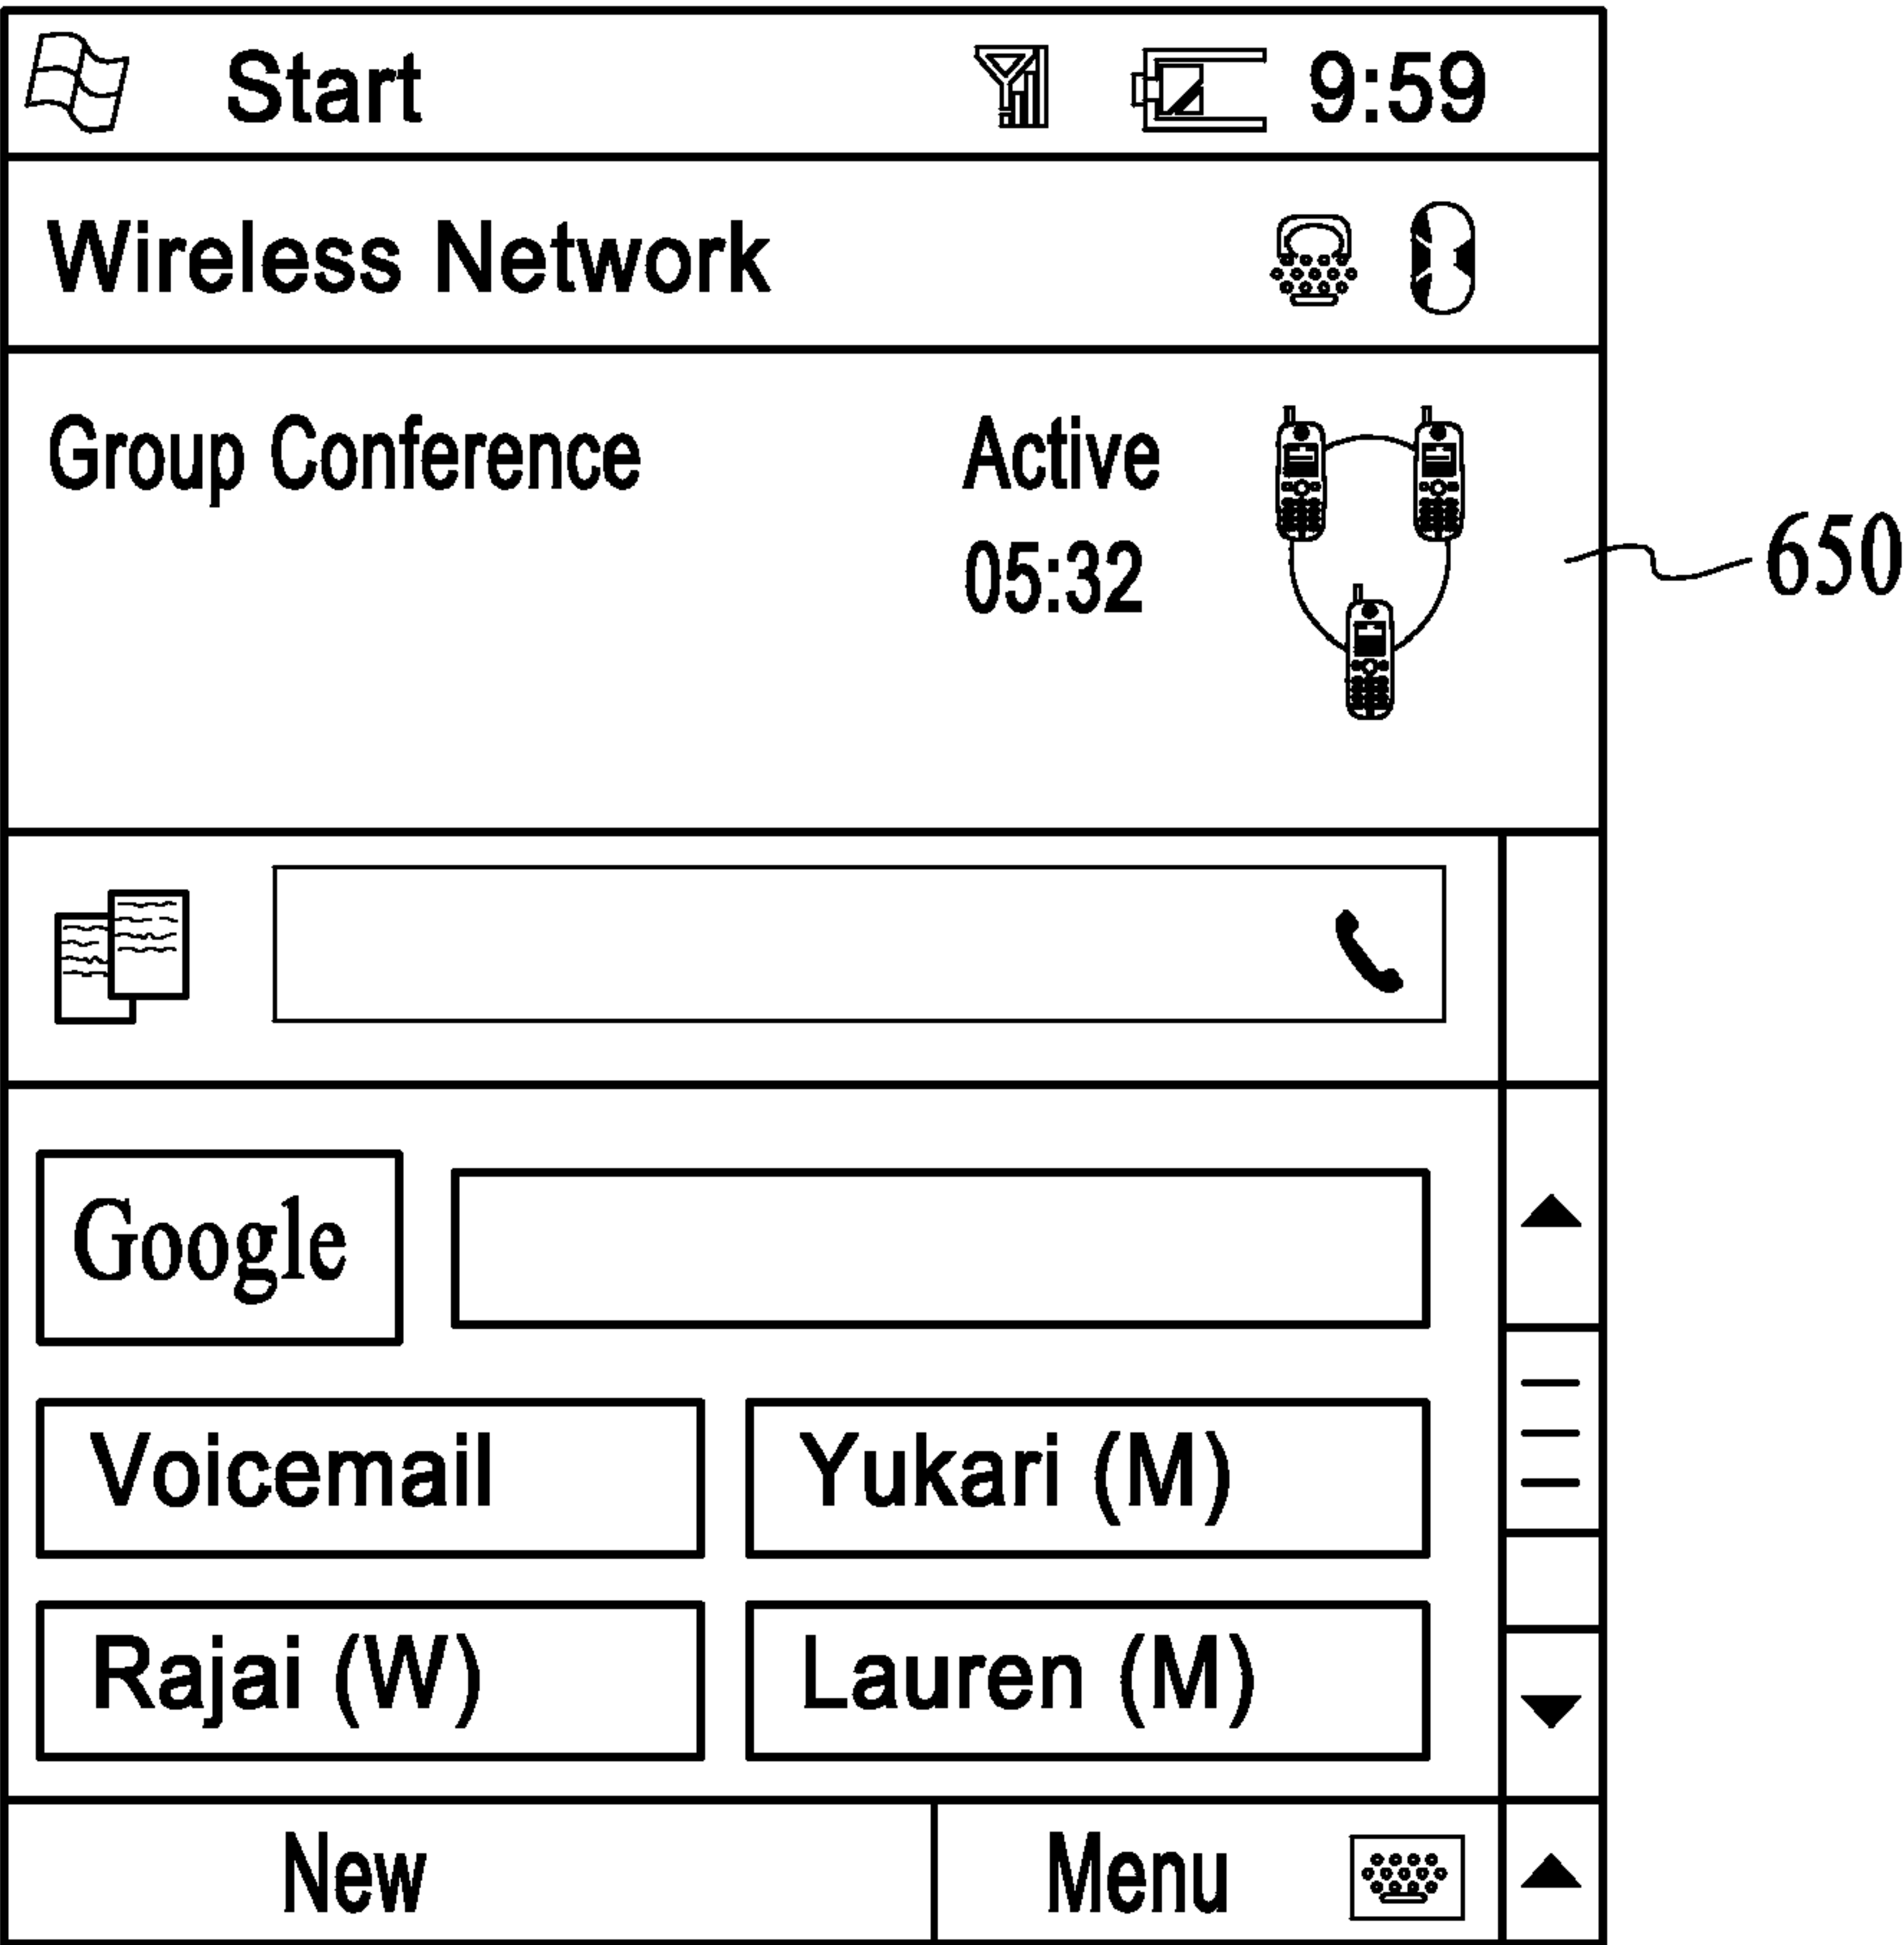 Start 9:59
Wireless Network
Group Conference Active
05:32
650
Google
Voicemail Yukari (M)
Rajai (W) Lauren (M)
New Menu